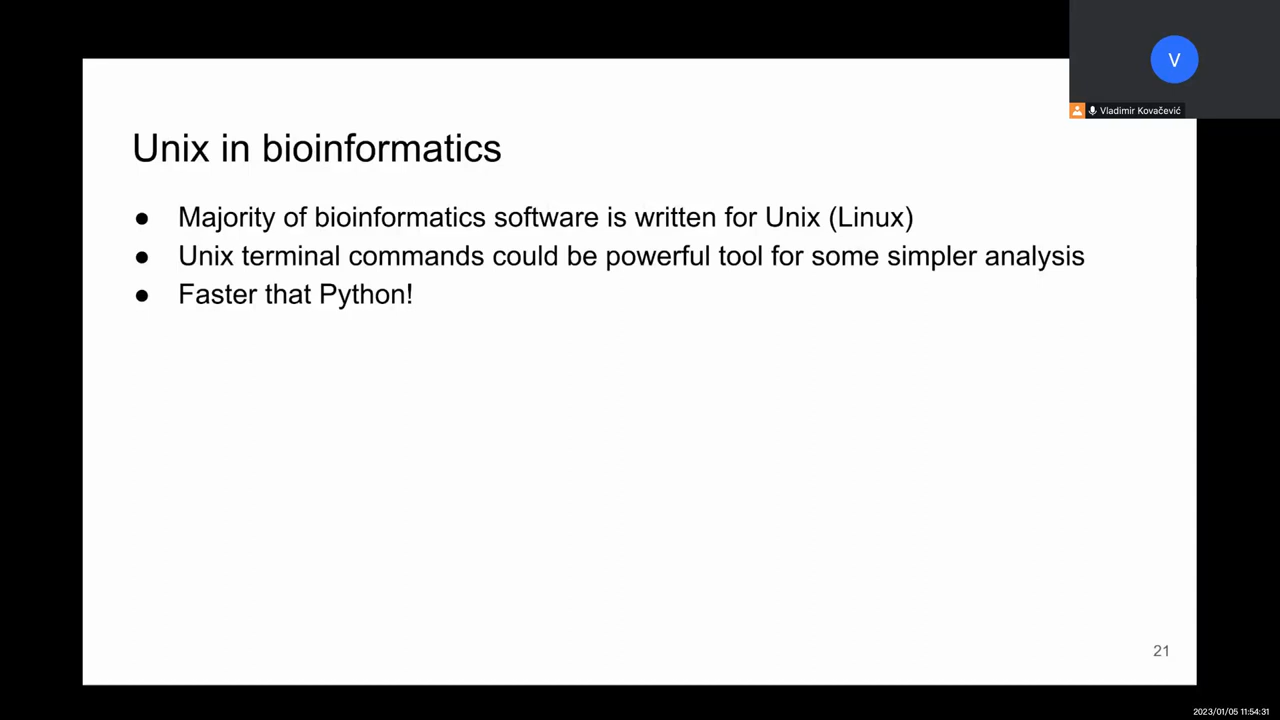 V
Vladimir Kovačević
Unix in bioinformatics
● Majority of bioinformatics software is written for Unix (Linux)
● Unix terminal commands could be powerful tool for some simpler analysis
● Faster that Python!
21
2023/01/05 11:54:31